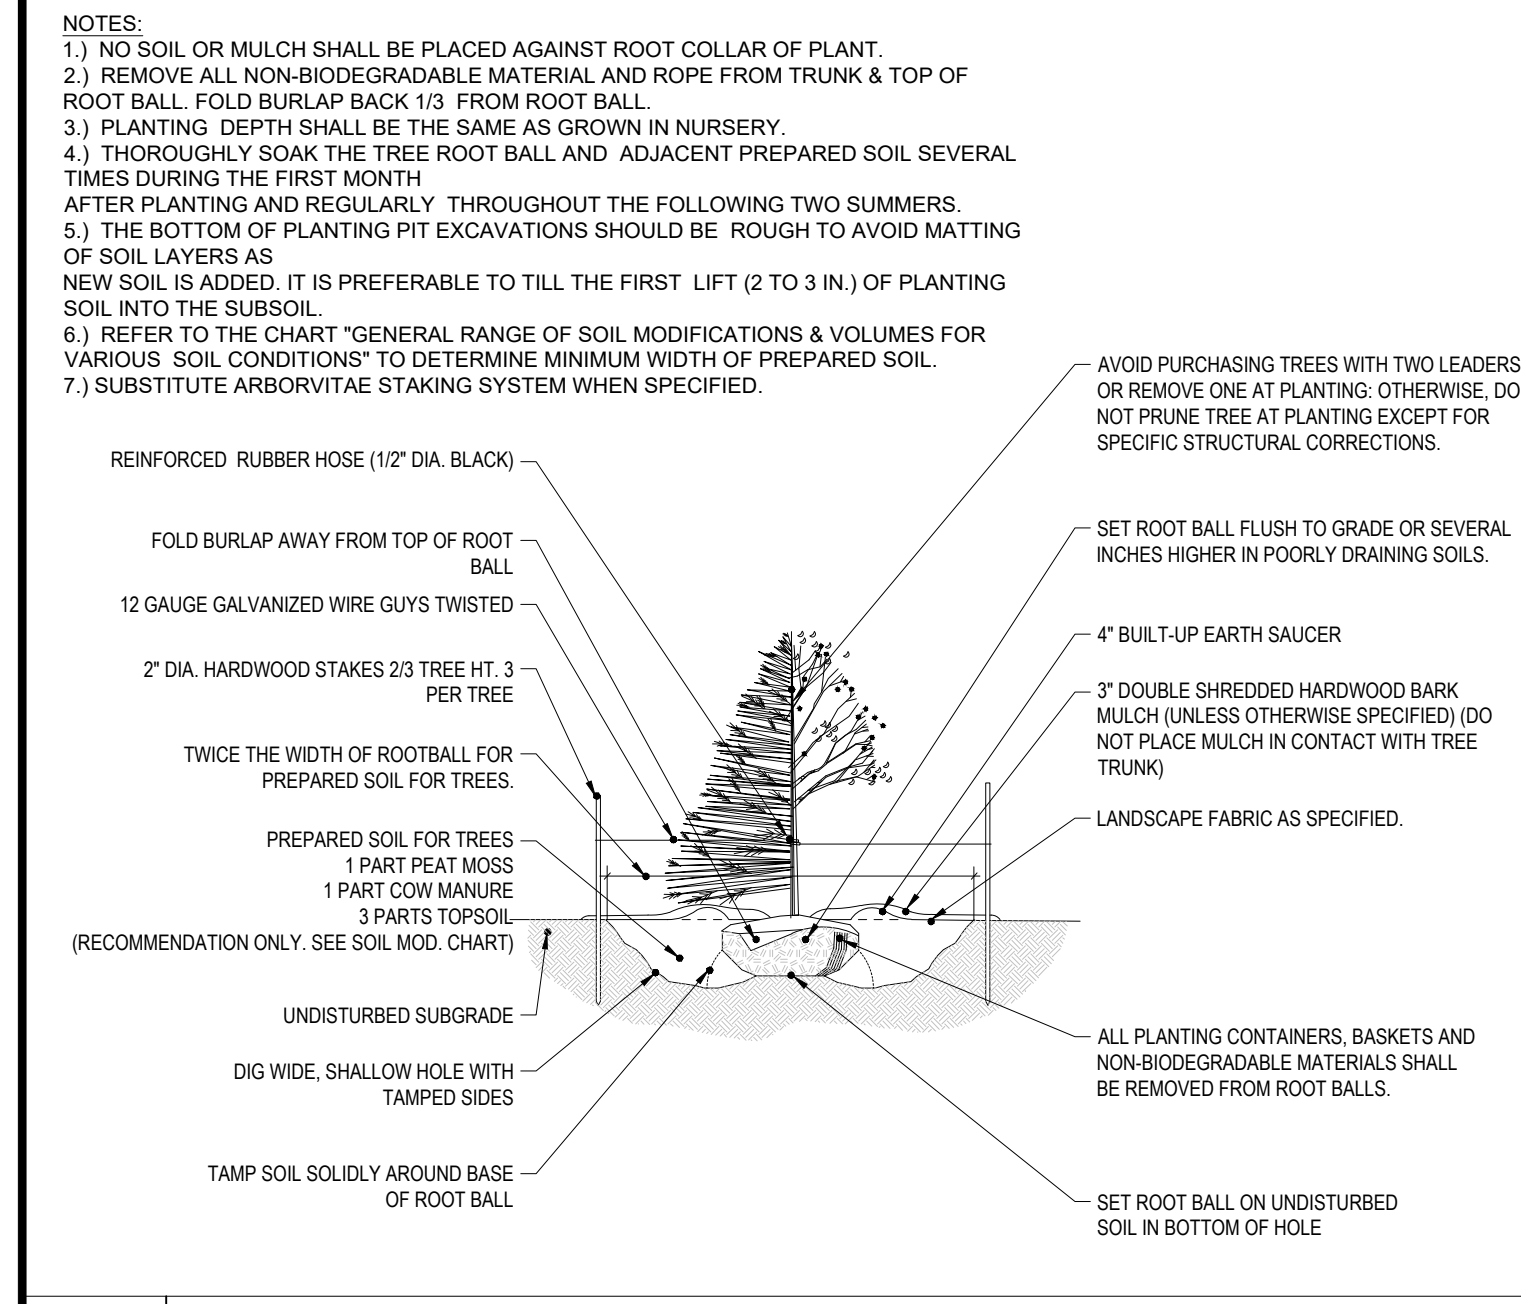 NOTES:
1.) NO SOIL OR MULCH SHALL BE PLACED AGAINST ROOT COLLAR OF PLANT.
2.) REMOVE ALL NON-BIODEGRADABLE MATERIAL AND ROPE FROM TRUNK & TOP OF
ROOT BALL. FOLD BURLAP BACK 1/3 FROM ROOT BALL.
3.) PLANTING DEPTH SHALL BE THE SAME AS GROWN IN NURSERY.
4.) THOROUGHLY SOAK THE TREE ROOT BALL AND ADJACENT PREPARED SOIL SEVERAL
TIMES DURING THE FIRST MONTH
AFTER PLANTING AND REGULARLY THROUGHOUT THE FOLLOWING TWO SUMMERS.
5.) THE BOTTOM OF PLANTING PIT EXCAVATIONS SHOULD BE ROUGH TO AVOID MATTING
OF SOIL LAYERS AS
NEW SOIL IS ADDED. IT IS PREFERABLE TO TILL THE FIRST LIFT (2 TO 3 IN.) OF PLANTING
SOIL INTO THE SUBSOIL.
6.) REFER TO THE CHART "GENERAL RANGE OF SOIL MODIFICATIONS & VOLUMES FOR
VARIOUS SOIL CONDITIONS" TO DETERMINE MINIMUM WIDTH OF PREPARED SOIL.
7.) SUBSTITUTE ARBORVITAE STAKING SYSTEM WHEN SPECIFIED.
REINFORCED RUBBER HOSE (1/2" DIA. BLACK)
FOLD BURLAP AWAY FROM TOP OF ROOT
BALL
12 GAUGE GALVANIZED WIRE GUYS TWISTED
2" DIA. HARDWOOD STAKES 2/3 TREE HT. 3
PER TREE
TWICE THE WIDTH OF ROOTBALL FOR
PREPARED SOIL FOR TREES.
PREPARED SOIL FOR TREES
1 PART PEAT MOSS
1 PART COW MANURE
3 PARTS TOPSOIL
(RECOMMENDATION ONLY. SEE SOIL MOD. CHART)
UNDISTURBED SUBGRADE
DIG WIDE, SHALLOW HOLE WITH
TAMPED SIDES
TAMP SOIL SOLIDLY AROUND BASE
OF ROOT BALL
AVOID PURCHASING TREES WITH TWO LEADERS
OR REMOVE ONE AT PLANTING: OTHERWISE, DO
NOT PRUNE TREE AT PLANTING EXCEPT FOR
SPECIFIC STRUCTURAL CORRECTIONS.
SET ROOT BALL FLUSH TO GRADE OR SEVERAL
INCHES HIGHER IN POORLY DRAINING SOILS.
4" BUILT-UP EARTH SAUCER
3" DOUBLE SHREDDED HARDWOOD BARK
MULCH (UNLESS OTHERWISE SPECIFIED) (DO
NOT PLACE MULCH IN CONTACT WITH TREE
TRUNK)
LANDSCAPE FABRIC AS SPECIFIED.
ALL PLANTING CONTAINERS, BASKETS AND
NON-BIODEGRADABLE MATERIALS SHALL
BE REMOVED FROM ROOT BALLS.
SET ROOT BALL ON UNDISTURBED
SOIL IN BOTTOM OF HOLE